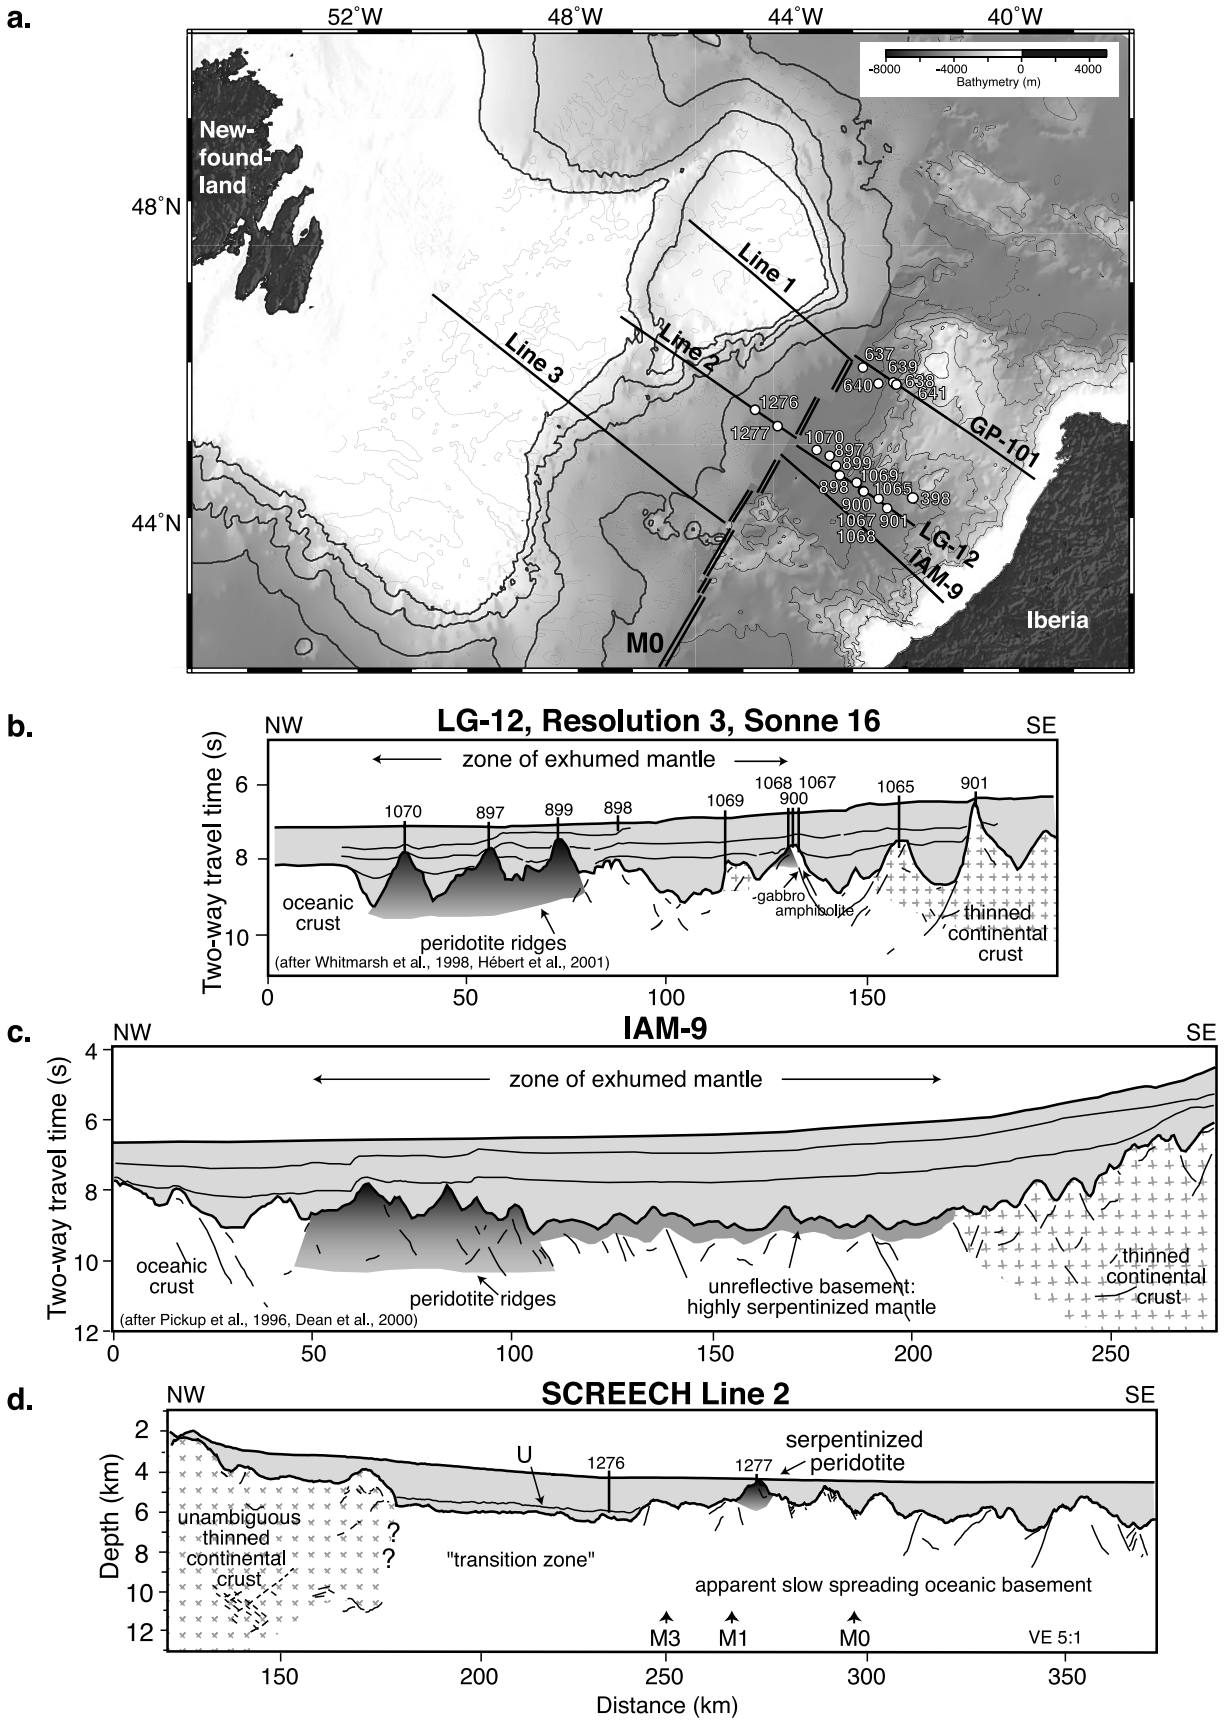 a.
52°W
48°W
44°W
40°W
-8000
-4000
0
4000
Bathymetry (m)
New-
found-
land
48°N
44°N
Line 1
Line 2
Line 3
637
639
638
640
641
1276
1277
1070
897
899
1069
898
1065
398
900
1067
901
1068
GP-101
LG-12
IAM-9
M0
Iberia
b.
NW
LG-12, Resolution 3, Sonne 16
SE
Two-way travel time (s)
6
8
10
zone of exhumed mantle
1070
897
899
898
1069
1068
1067
900
1065
901
oceanic
crust
peridotite ridges
gabbro
amphibolite
thinned
continental
crust
(after Whitmarsh et al., 1998, Hébert et al., 2001)
0
50
100
150
c.
NW
IAM-9
SE
Two-way travel time (s)
4
6
8
10
12
zone of exhumed mantle
oceanic
crust
peridotite ridges
unreflective basement:
highly serpentinized mantle
thinned
continental
crust
(after Pickup et al., 1996, Dean et al., 2000)
0
50
100
150
200
250
d.
NW
SCREECH Line 2
SE
Depth (km)
2
4
6
8
10
12
U
1276
1277
serpentinized
peridotite
unambiguous
thinned
continental
crust
?
?
"transition zone"
apparent slow spreading oceanic basement
M3
M1
M0
VE 5:1
150
200
250
300
350
Distance (km)